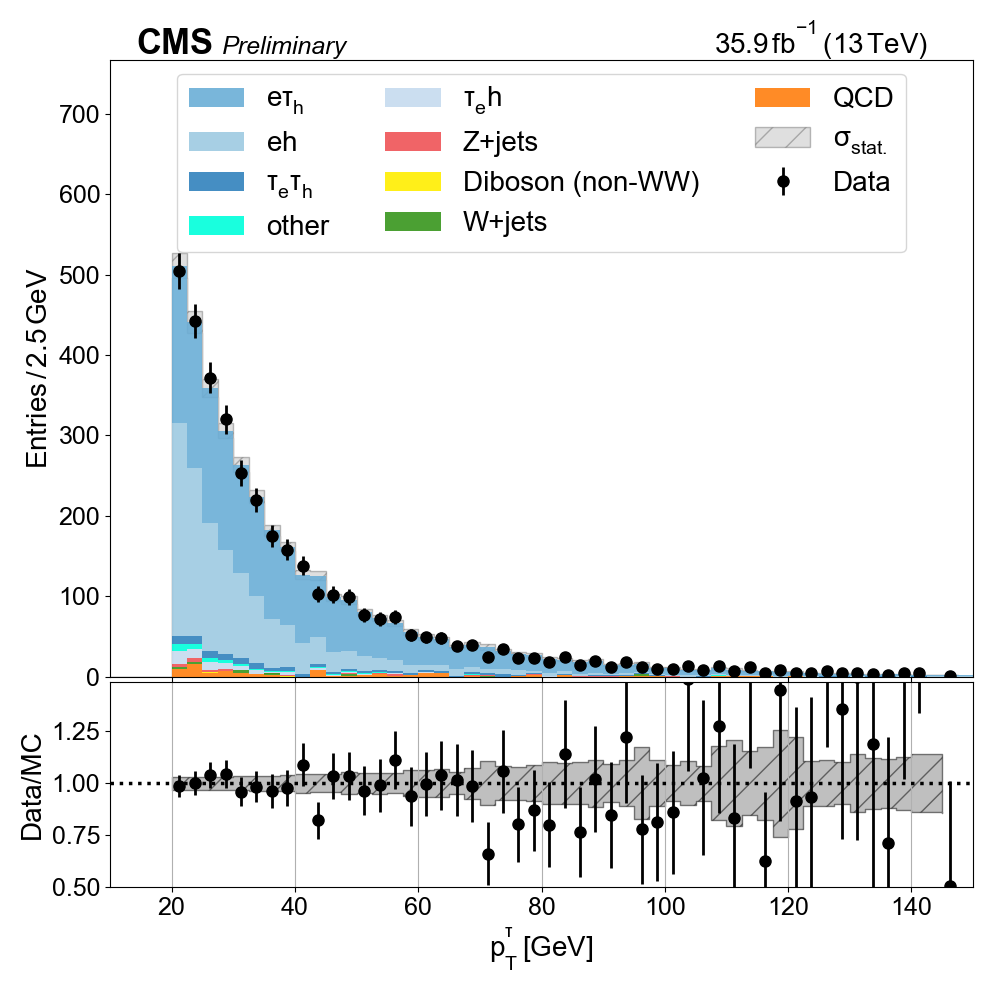 CMS Preliminary 35.9 fb⁻¹ (13 TeV)
eτh τeh QCD
eh Z+jets σstat.
τeτh Diboson (non-WW) Data
other W+jets
Entries / 2.5 GeV
700
600
500
400
300
200
100
0
Data/MC
1.25
1.00
0.75
0.50
20 40 60 80 100 120 140
pTτ [GeV]